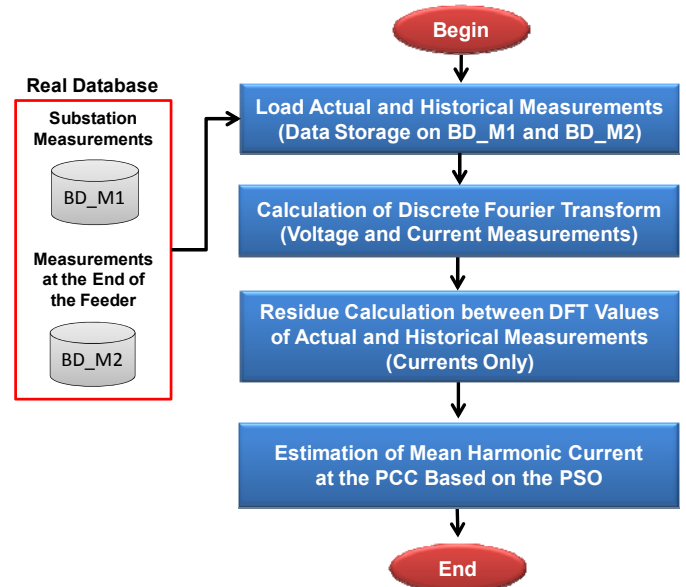 Begin
Real Database
Substation
Measurements
BD_M1
Measurements
at the End of
the Feeder
BD_M2
Load Actual and Historical Measurements
(Data Storage on BD_M1 and BD_M2)
Calculation of Discrete Fourier Transform
(Voltage and Current Measurements)
Residue Calculation between DFT Values
of Actual and Historical Measurements
(Currents Only)
Estimation of Mean Harmonic Current
at the PCC Based on the PSO
End